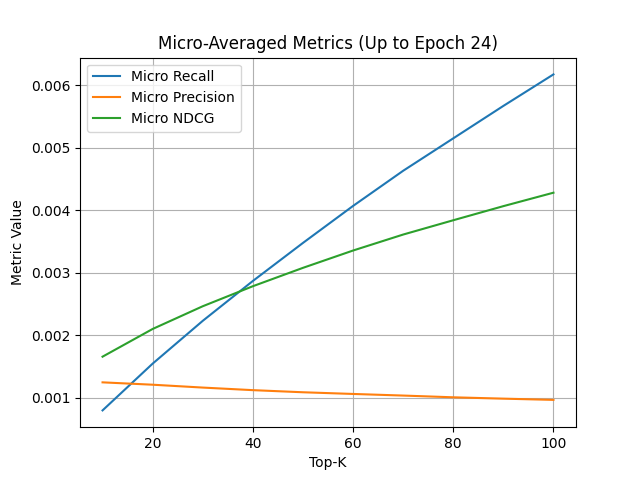 Micro-Averaged Metrics (Up to Epoch 24)
Micro Recall
Micro Precision
Micro NDCG
0.006
0.005
0.004
0.003
0.002
0.001
Metric Value
20 40 60 80 100
Top-K